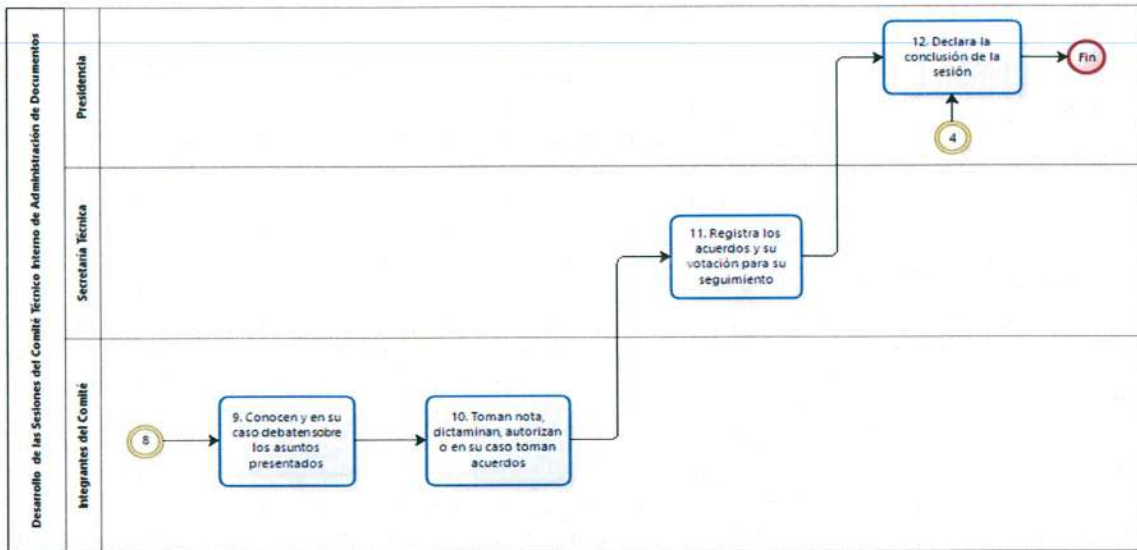 Desarrollo de las Sesiones del Comité Técnico Interno de Administración de Documentos
Presidencia
12. Declara la
conclusión de la
sesión
Fin
4
Secretaría Técnica
11. Registra los
acuerdos y su
votación para su
seguimiento
Integrantes del Comité
8
9. Conocen y en su
caso debaten sobre
los asuntos
presentados
10. Toman nota,
dictaminan, autorizan
o en su caso toman
acuerdos